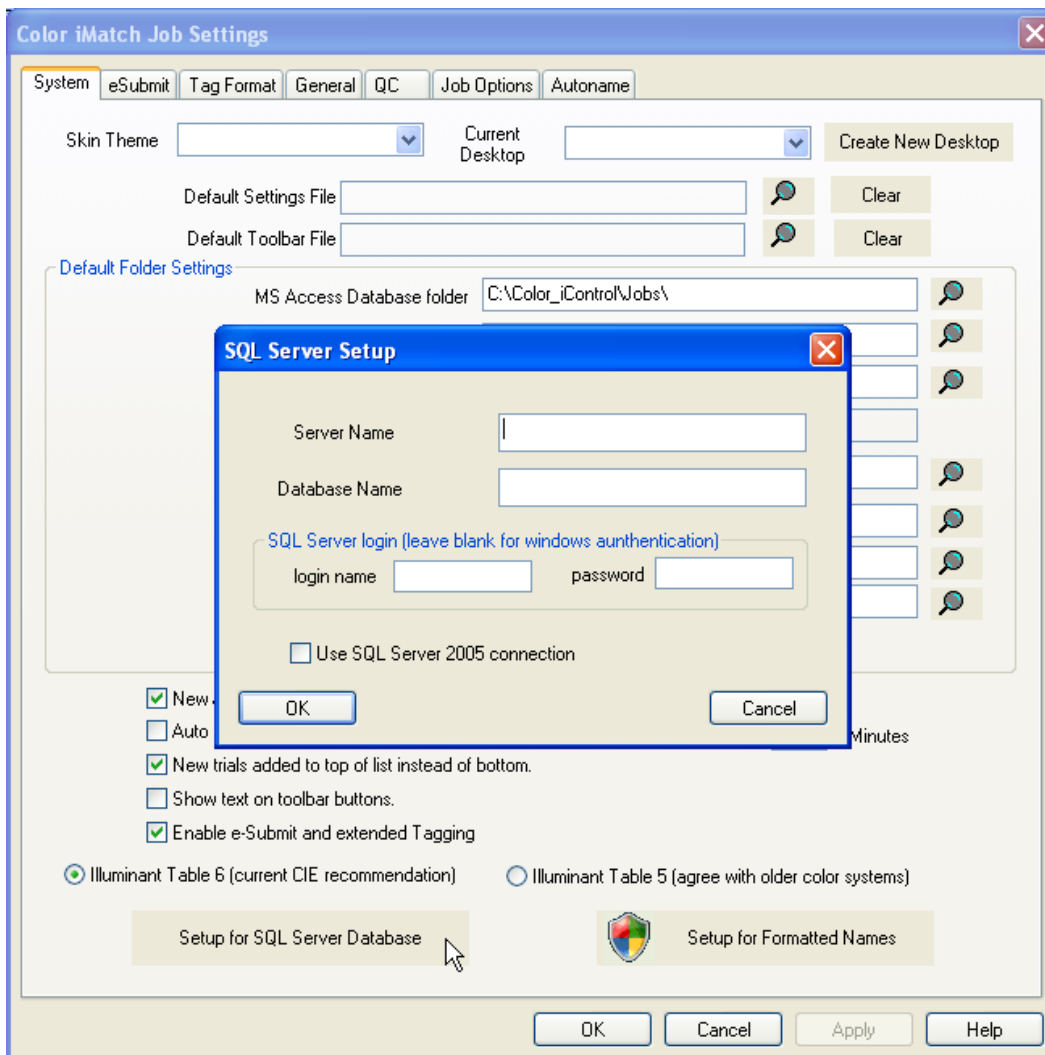 Color iMatch Job Settings
System eSubmit Tag Format General QC Job Options Autoname
Skin Theme
Current Desktop
Create New Desktop
Default Settings File
Clear
Default Toolbar File
Clear
Default Folder Settings
MS Access Database folder C:\Color_iControl\Jobs\
SQL Server Setup
Server Name
Database Name
SQL Server login (leave blank for windows aunthentication)
login name
password
Use SQL Server 2005 connection
OK
Cancel
New
Auto
Minutes
New trials added to top of list instead of bottom.
Show text on toolbar buttons.
Enable e-Submit and extended Tagging
Illuminant Table 6 (current CIE recommendation)
Illuminant Table 5 (agree with older color systems)
Setup for SQL Server Database
Setup for Formatted Names
OK
Cancel
Apply
Help